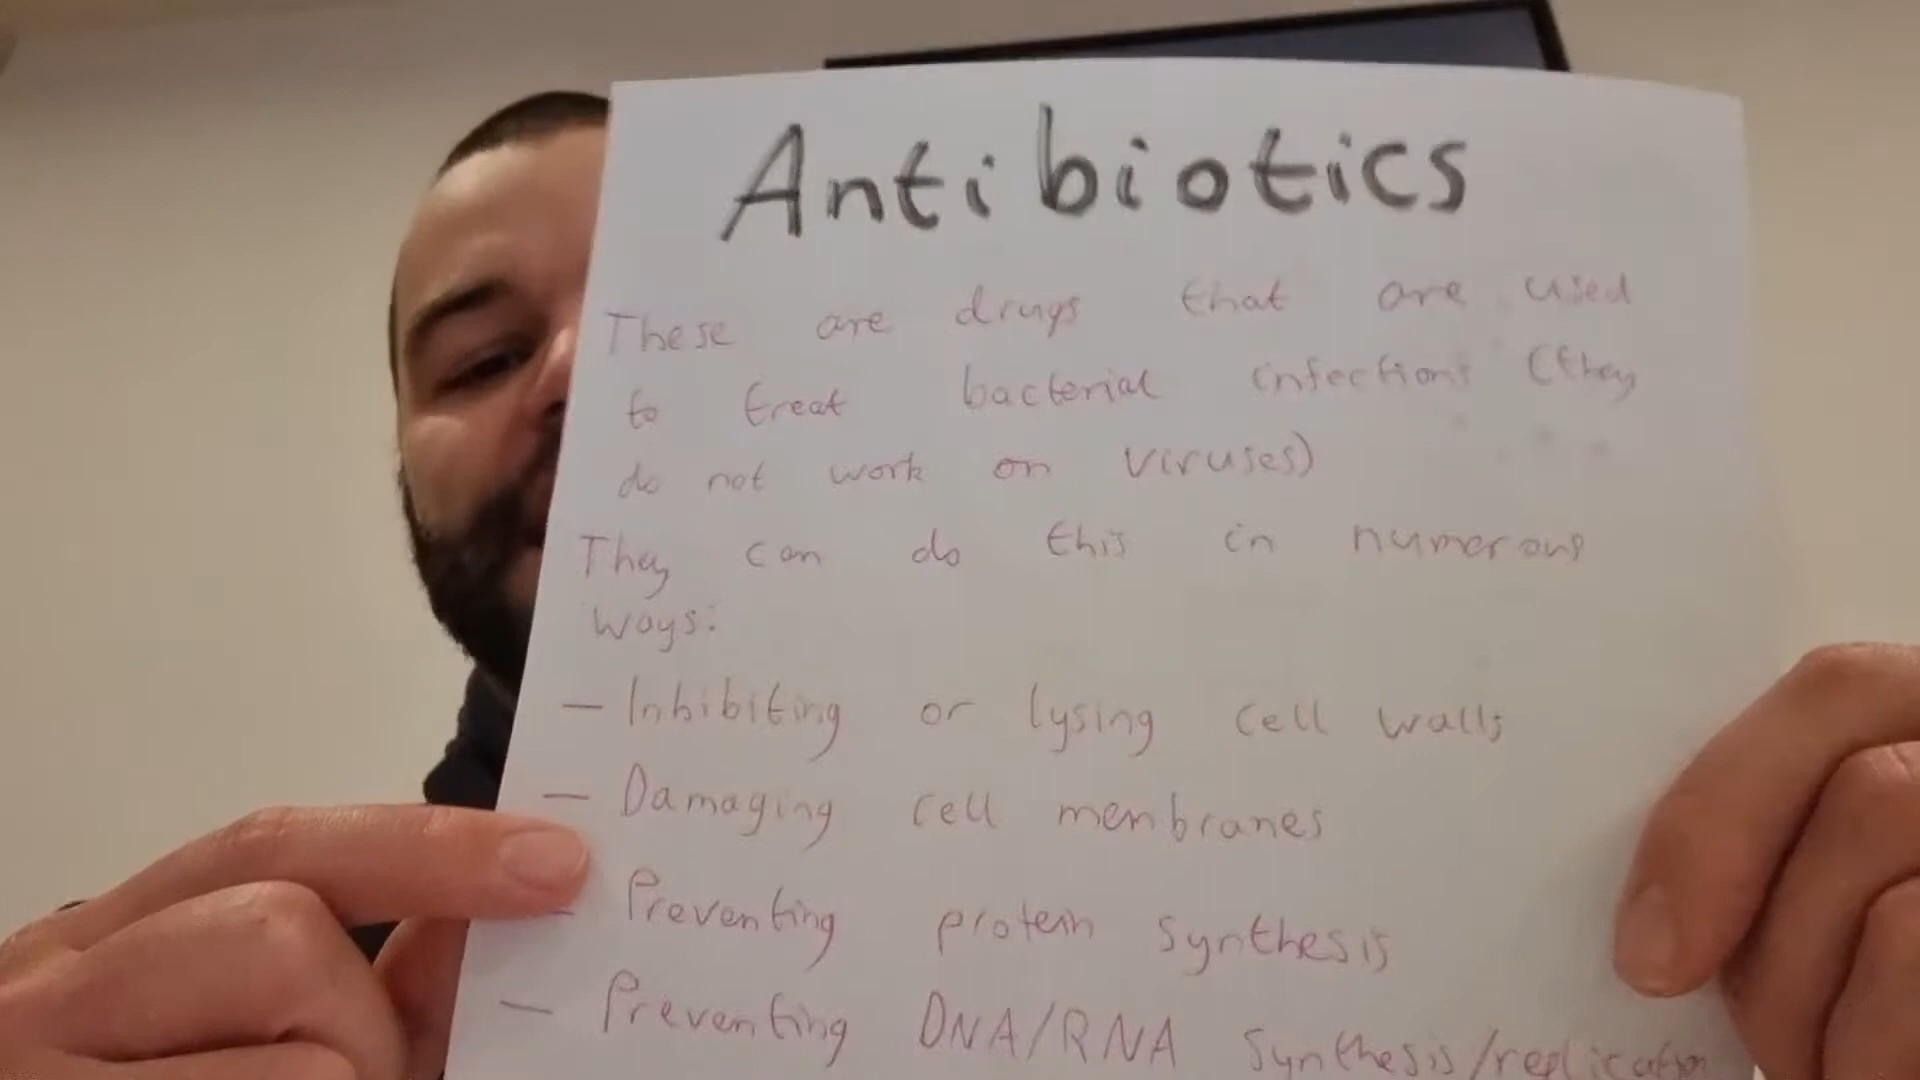 Antibiotics
These are drugs that are used
to treat bacterial infections (they
do not work on viruses)
They can do this in numerous
ways:
— Inhibiting or lysing cell walls
— Damaging cell membranes
— Preventing protein synthesis
— Preventing DNA/RNA synthesis/replication